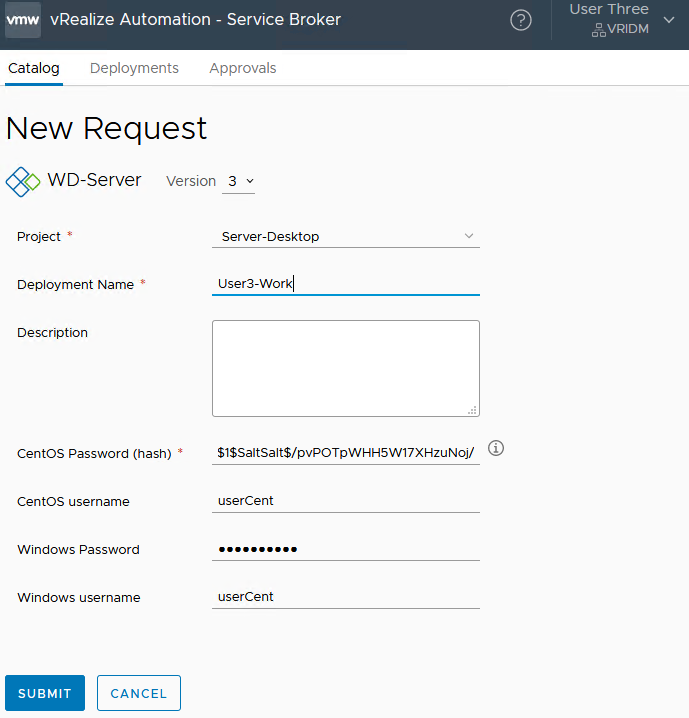 vmw vRealize Automation - Service Broker
User Three
VRIDM
Catalog Deployments Approvals
New Request
WD-Server Version 3
Project * Server-Desktop
Deployment Name * User3-Work
Description
CentOS Password (hash) * $1$SaltSalt$/pvPOTpWHH5W17XHzuNoj/
CentOS username userCent
Windows Password ••••••••••
Windows username userCent
SUBMIT CANCEL